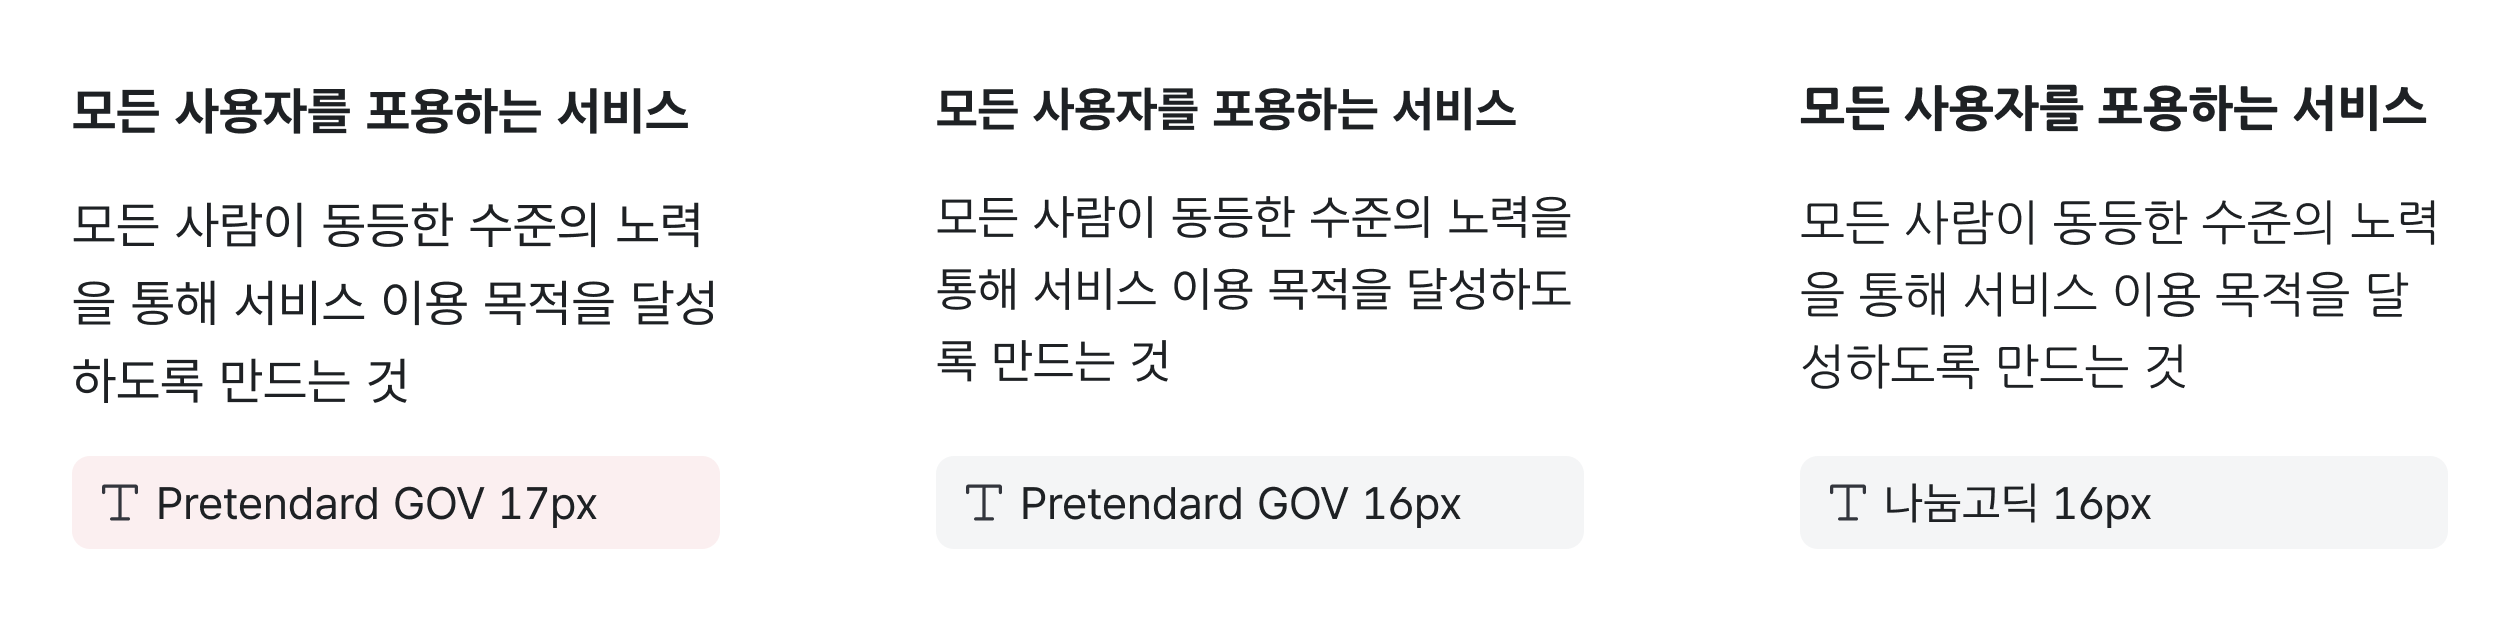 모든 사용자를 포용하는 서비스
모든 사람이 동등한 수준의 노력
을 통해 서비스 이용 목적을 달성
하도록 만드는 것
Pretendard GOV 17px
모든 사용자를 포용하는 서비스
모든 사람이 동등한 수준의 노력을
통해 서비스 이용 목적을 달성하도
록 만드는 것
Pretendard GOV 16px
모든 사용자를 포용하는 서비스
모든 사람이 동등한 수준의 노력
을 통해 서비스 이용 목적을 달
성하도록 만드는 것
나눔고딕 16px